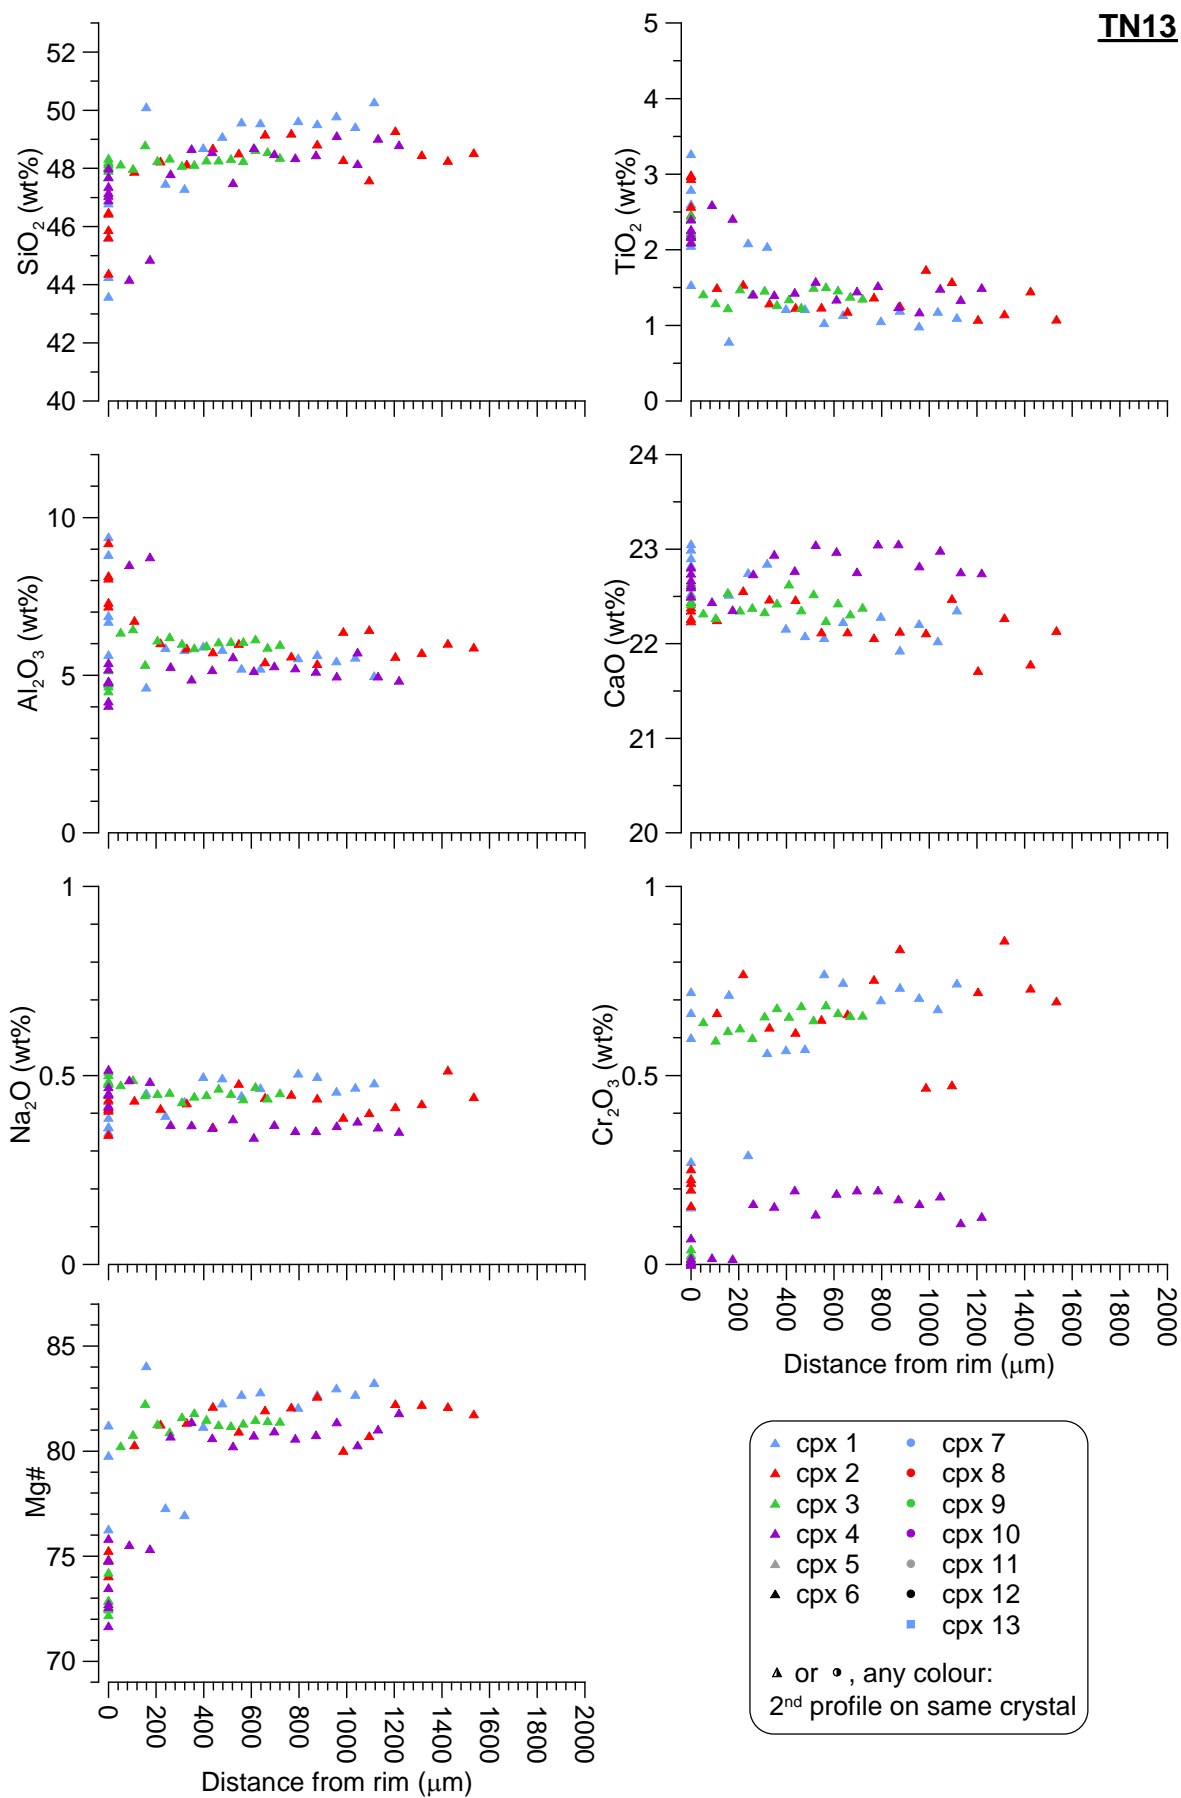 TN13
52
50
48
46
44
42
40
SiO2 (wt%)
5
4
3
2
1
0
TiO2 (wt%)
10
5
0
Al2O3 (wt%)
24
23
22
21
20
CaO (wt%)
1
0.5
0
Na2O (wt%)
1
0.5
0
Cr2O3 (wt%)
0
200
400
600
800
1000
1200
1400
1600
1800
2000
Distance from rim (μm)
85
80
75
70
Mg#
0
200
400
600
800
1000
1200
1400
1600
1800
2000
Distance from rim (μm)
cpx 1 cpx 7
cpx 2 cpx 8
cpx 3 cpx 9
cpx 4 cpx 10
cpx 5 cpx 11
cpx 6 cpx 12
cpx 13
or , any colour:
2nd profile on same crystal